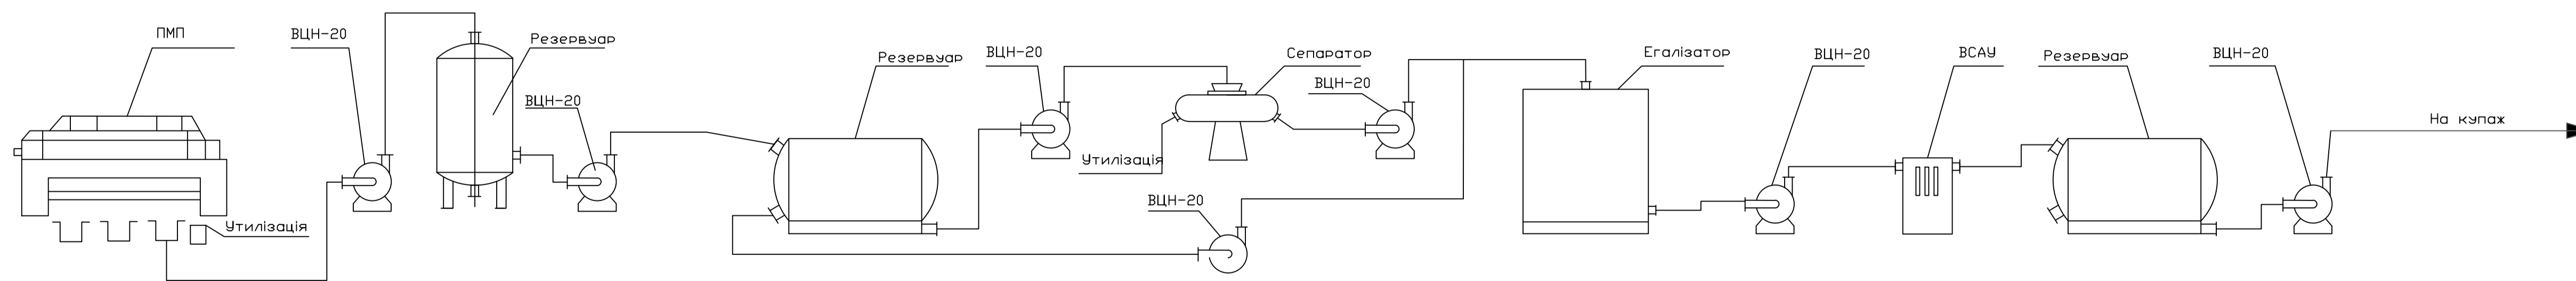 ПМП
ВЦН-20
Резервуар
ВЦН-20
Утилізація
Резервуар
ВЦН-20
Сепаратор
ВЦН-20
Утилізація
ВЦН-20
Егалізатор
ВЦН-20
ВСАУ
Резервуар
ВЦН-20
На купаж